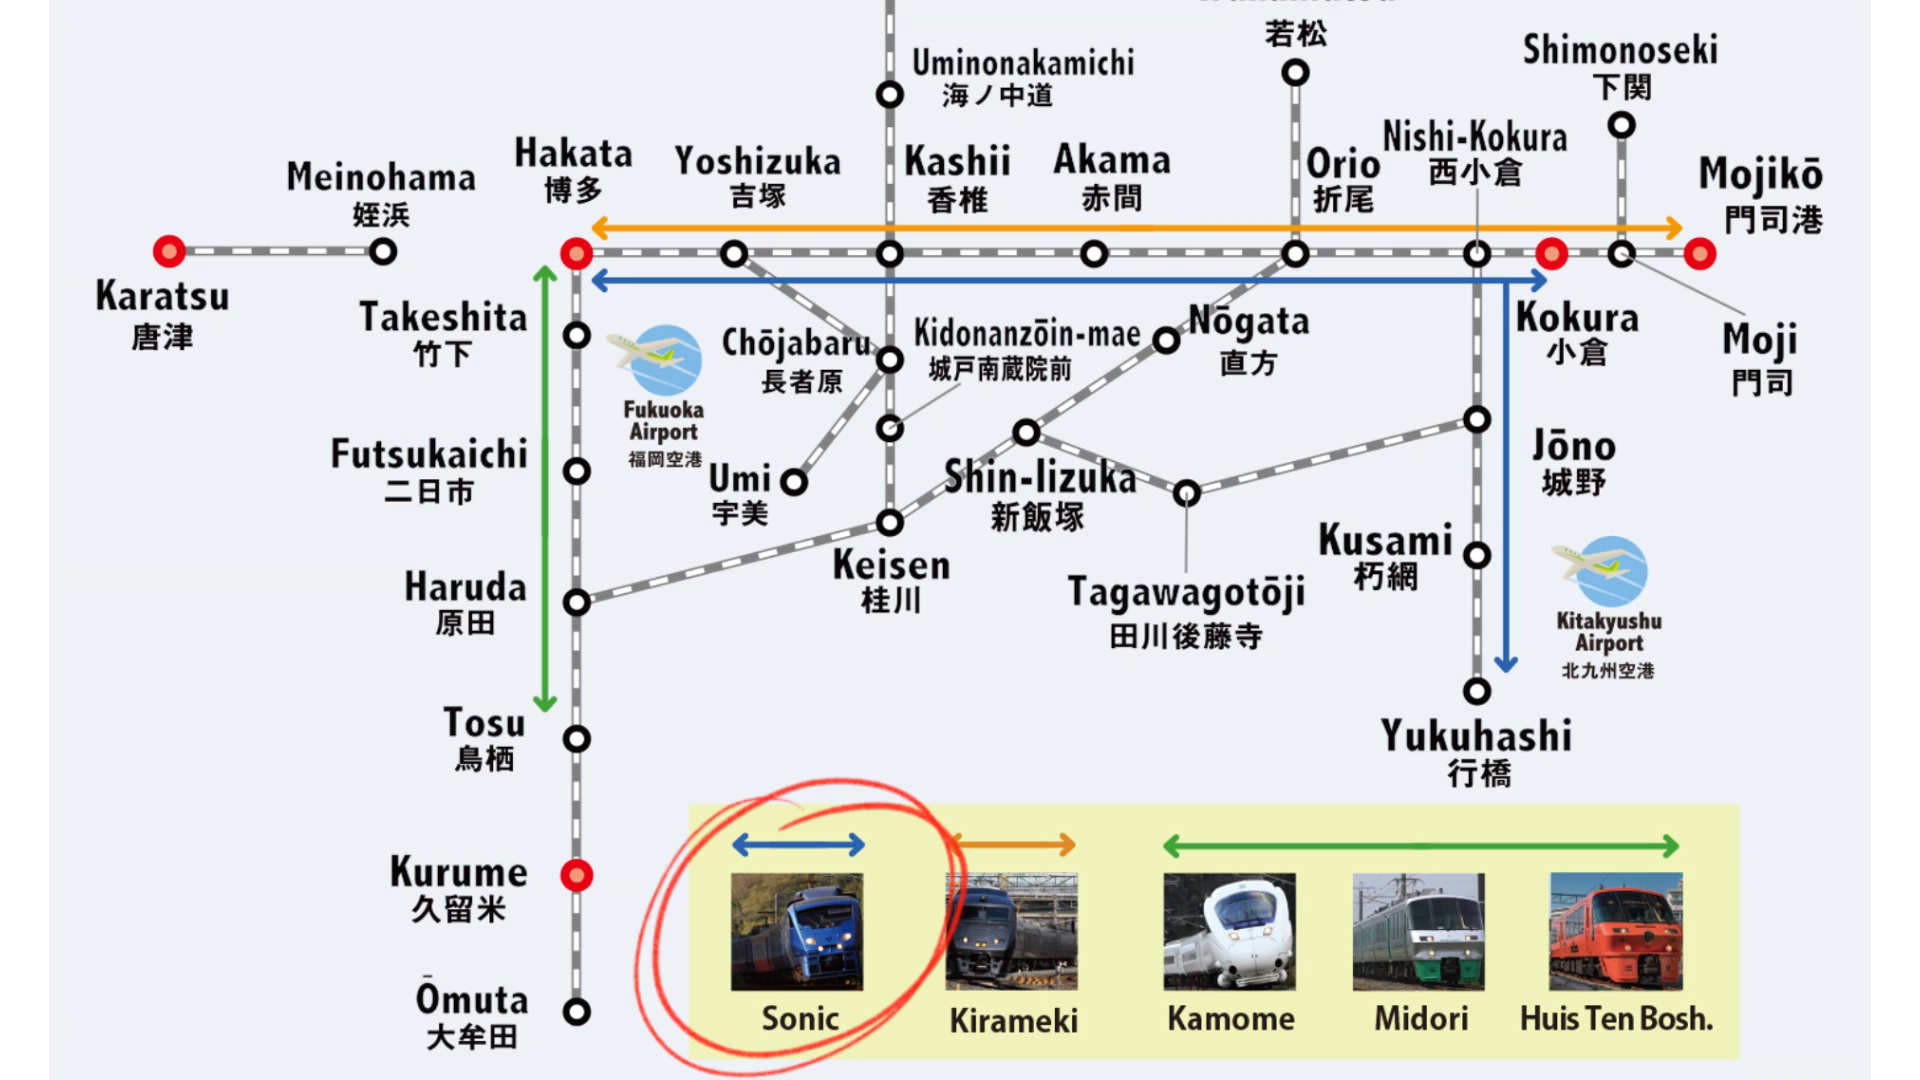 若松
Shimonoseki
下関
Uminonakamichi
海ノ中道
Nishi-Kokura
西小倉
Hakata
博多
Yoshizuka
吉塚
Kashii
香椎
Akama
赤間
Orio
折尾
Mojikō
門司港
Meinohama
姪浜
Karatsu
唐津
Takeshita
竹下
Chōjabaru
長者原
Kidonanzōin-mae
城戸南蔵院前
Nōgata
直方
Kokura
小倉
Moji
門司
Fukuoka
Airport
福岡空港
Futsukaichi
二日市
Umi
宇美
Shin-Iizuka
新飯塚
Jōno
城野
Haruda
原田
Keisen
桂川
Tagawagotōji
田川後藤寺
Kusami
朽網
Kitakyushu
Airport
北九州空港
Tosu
鳥栖
Yukuhashi
行橋
Kurume
久留米
Ōmuta
大牟田
Sonic
Kirameki
Kamome
Midori
Huis Ten Bosh.